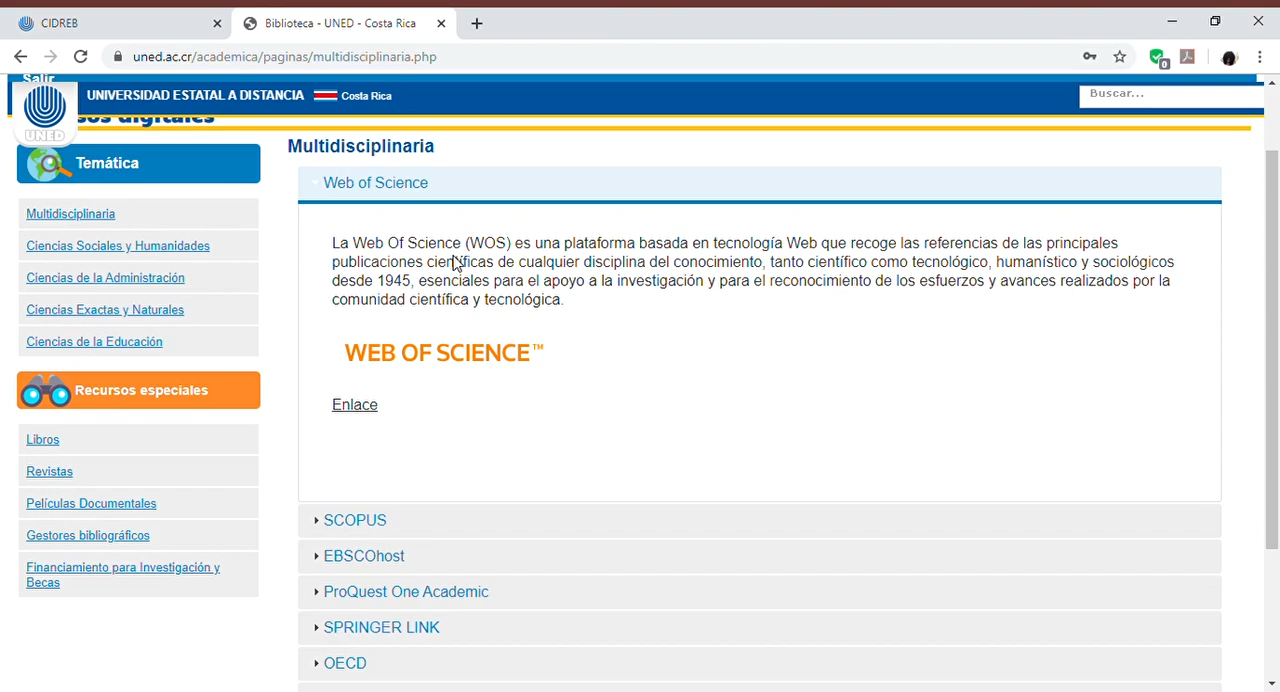 CIDREB
Biblioteca - UNED - Costa Rica
uned.ac.cr/academica/paginas/multidisciplinaria.php
0
Salir
UNED
UNIVERSIDAD ESTATAL A DISTANCIA Costa Rica
Buscar...
sos digitales
Temática
Multidisciplinaria
Ciencias Sociales y Humanidades
Ciencias de la Administración
Ciencias Exactas y Naturales
Ciencias de la Educación
Recursos especiales
Libros
Revistas
Películas Documentales
Gestores bibliográficos
Financiamiento para Investigación y
Becas
Multidisciplinaria
Web of Science
La Web Of Science (WOS) es una plataforma basada en tecnología Web que recoge las referencias de las principales
publicaciones científicas de cualquier disciplina del conocimiento, tanto científico como tecnológico, humanístico y sociológicos
desde 1945, esenciales para el apoyo a la investigación y para el reconocimiento de los esfuerzos y avances realizados por la
comunidad científica y tecnológica.
WEB OF SCIENCE™
Enlace
SCOPUS
EBSCOhost
ProQuest One Academic
SPRINGER LINK
OECD